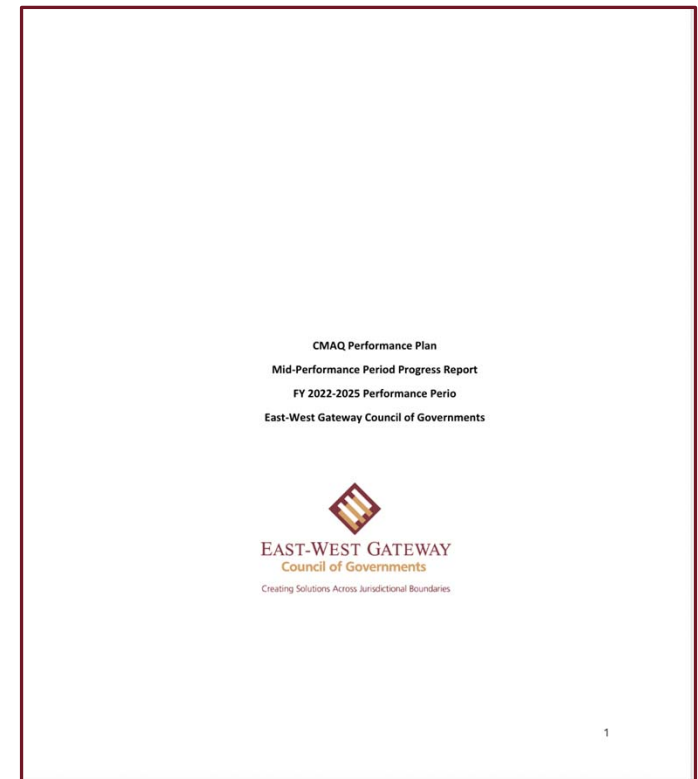 CMAQ Performance Plan
Mid-Performance Period Progress Report
FY 2022-2025 Performance Perio
East-West Gateway Council of Governments
EAST-WEST GATEWAY
Council of Governments
Creating Solutions Across Jurisdictional Boundaries
1